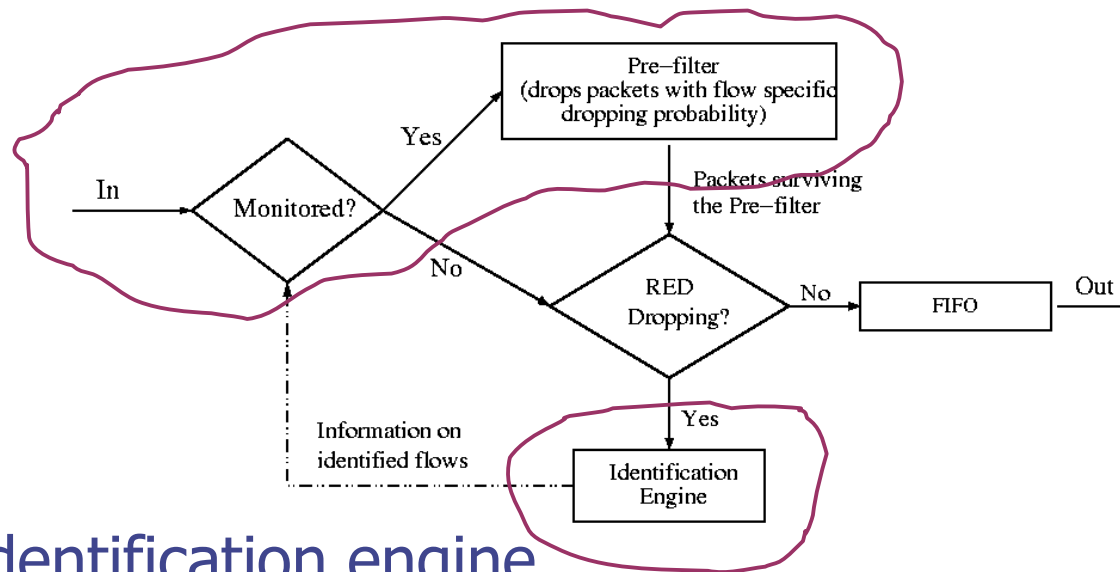 Pre–filter
(drops packets with flow specific
dropping probability)
Yes
In
Monitored?
Packets surviving
the Pre–filter
No
RED
Dropping?
No
FIFO
Out
Yes
Information on
identified flows
Identification
Engine
dentification engine